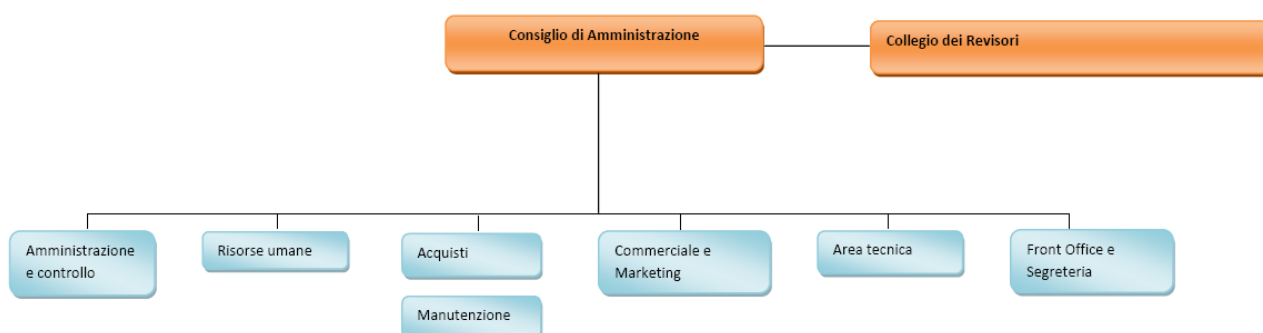 Consiglio di Amministrazione
Collegio dei Revisori
Amministrazione
e controllo
Risorse umane
Acquisti
Commerciale e
Marketing
Area tecnica
Front Office e
Segreteria
Manutenzione